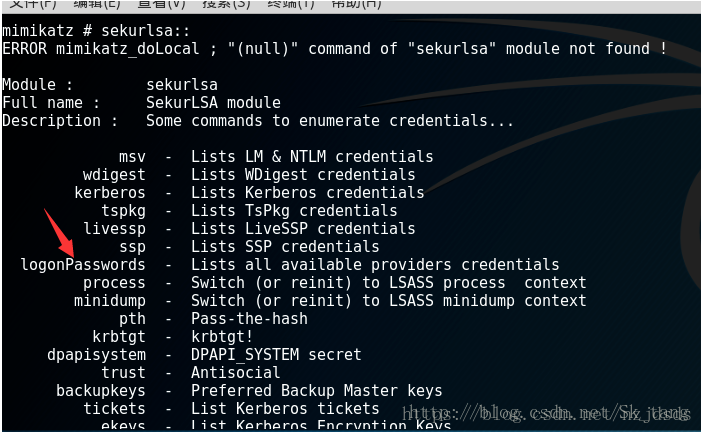 文件(F) 编辑(E) 查看(V) 搜索(S) 终端(T) 帮助(H)
mimikatz # sekurlsa::
ERROR mimikatz_doLocal ; "(null)" command of "sekurlsa" module not found !
Module : sekurlsa
Full name : SekurLSA module
Description : Some commands to enumerate credentials...
msv - Lists LM & NTLM credentials
wdigest - Lists WDigest credentials
kerberos - Lists Kerberos credentials
tspkg - Lists TsPkg credentials
livessp - Lists LiveSSP credentials
ssp - Lists SSP credentials
logonPasswords - Lists all available providers credentials
process - Switch (or reinit) to LSASS process context
minidump - Switch (or reinit) to LSASS minidump context
pth - Pass-the-hash
krbtgt - krbtgt!
dpapisystem - DPAPI_SYSTEM secret
trust - Antisocial
backupkeys - Preferred Backup Master keys
tickets - List Kerberos tickets
ekeys - List Kerberos Encryption Keys